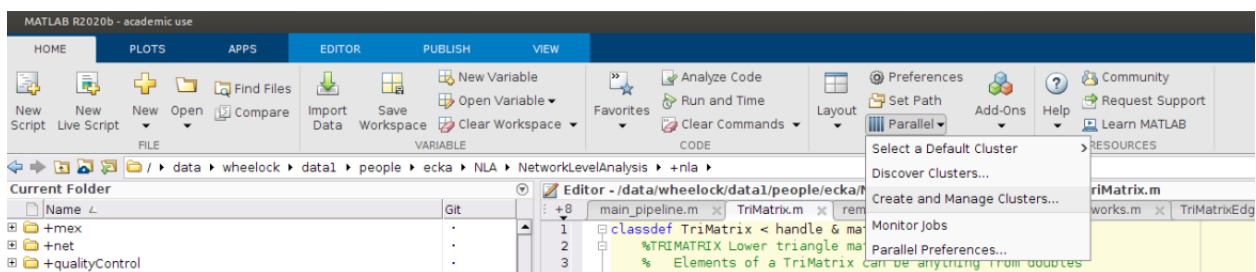 MATLAB R2020b - academic use
HOME PLOTS APPS EDITOR PUBLISH VIEW
New Script
New Live Script
New
Open
Find Files
Compare
Import Data
Save Workspace
New Variable
Open Variable
Clear Workspace
Favorites
Analyze Code
Run and Time
Clear Commands
Layout
Preferences
Set Path
Parallel
Add-Ons
Help
Community
Request Support
Learn MATLAB
FILE VARIABLE CODE RESOURCES
Select a Default Cluster
Discover Clusters...
Create and Manage Clusters...
Monitor Jobs
Parallel Preferences...
/ data wheelock data1 people ecka NLA NetworkLevelAnalysis +nla
Current Folder
Name Git
+mex
+net
+qualityControl
Editor - /data/wheelock/data1/people/ecka/ riMatrix.m
+8 main_pipeline.m TriMatrix.m rem works.m TriMatrixEdg
1 classdef TriMatrix < handle & ma
2 %TRIMATRIX Lower triangle ma
3 % Elements of a TriMatrix can be anything from doubles